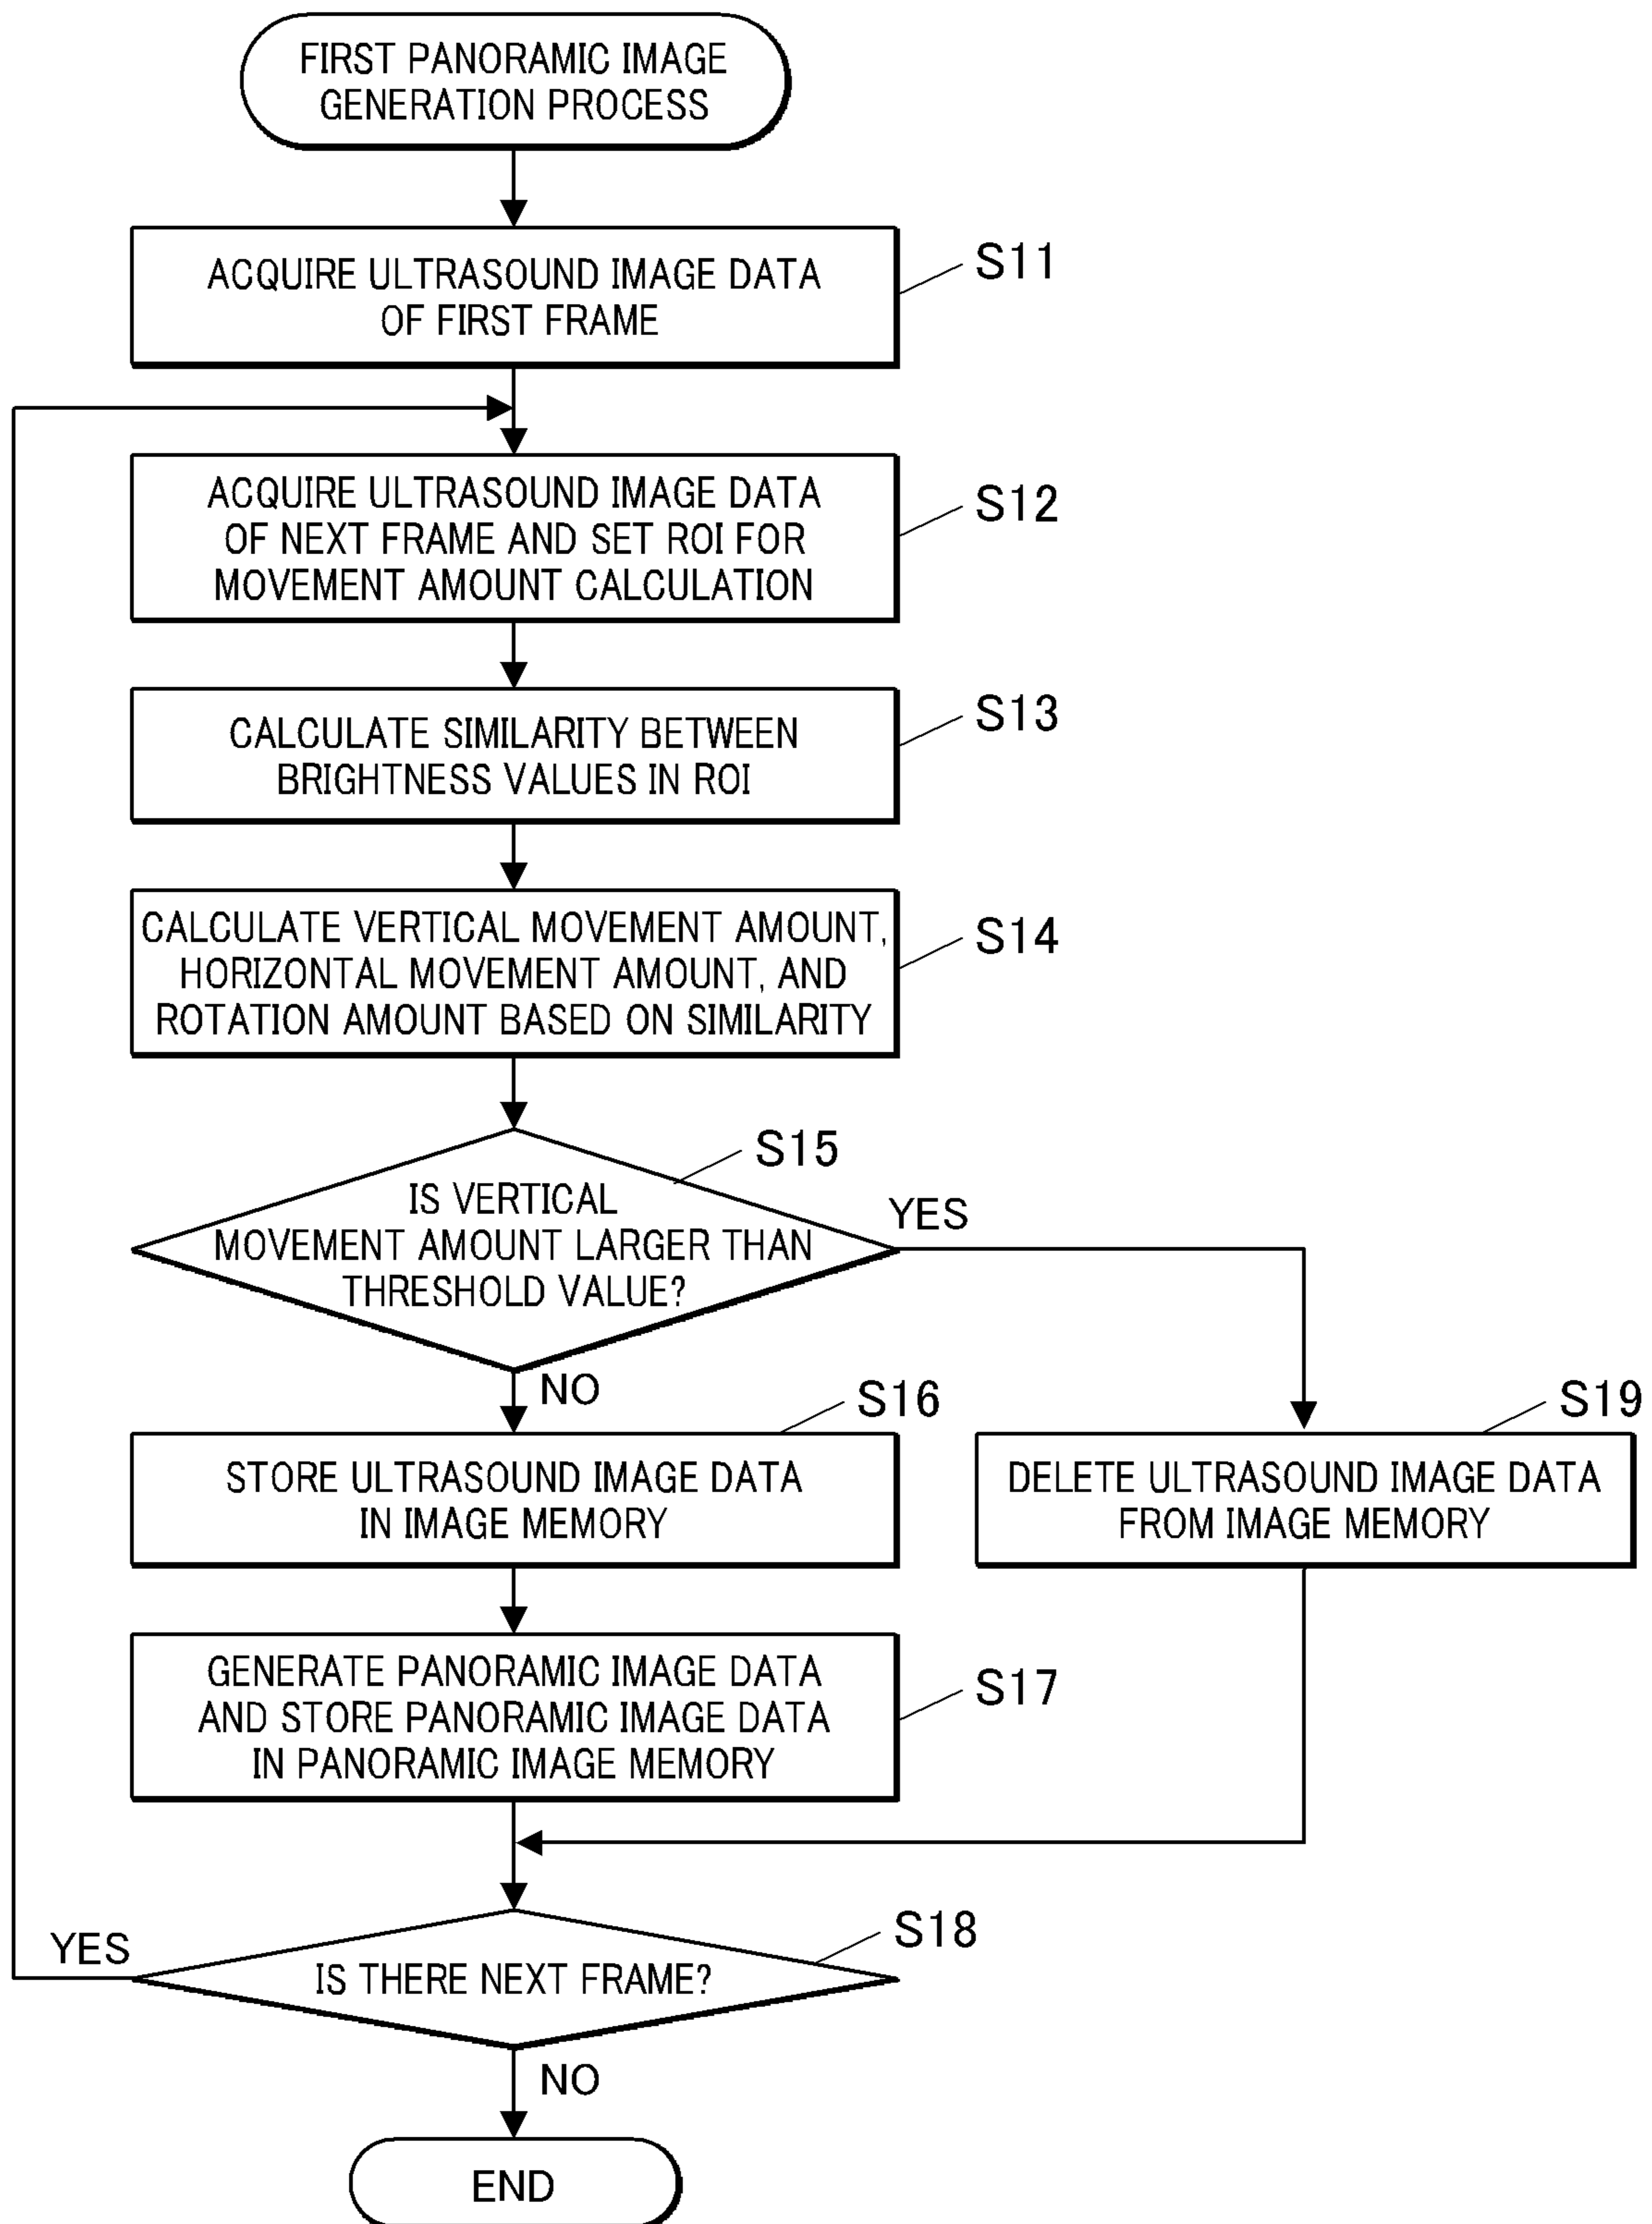 FIRST PANORAMIC IMAGE
GENERATION PROCESS
ACQUIRE ULTRASOUND IMAGE DATA
OF FIRST FRAME
S11
ACQUIRE ULTRASOUND IMAGE DATA
OF NEXT FRAME AND SET ROI FOR
MOVEMENT AMOUNT CALCULATION
S12
CALCULATE SIMILARITY BETWEEN
BRIGHTNESS VALUES IN ROI
S13
CALCULATE VERTICAL MOVEMENT AMOUNT,
HORIZONTAL MOVEMENT AMOUNT, AND
ROTATION AMOUNT BASED ON SIMILARITY
S14
S15
IS VERTICAL
MOVEMENT AMOUNT LARGER THAN
THRESHOLD VALUE?
YES
NO
S16
STORE ULTRASOUND IMAGE DATA
IN IMAGE MEMORY
S19
DELETE ULTRASOUND IMAGE DATA
FROM IMAGE MEMORY
GENERATE PANORAMIC IMAGE DATA
AND STORE PANORAMIC IMAGE DATA
IN PANORAMIC IMAGE MEMORY
S17
S18
YES
IS THERE NEXT FRAME?
NO
END